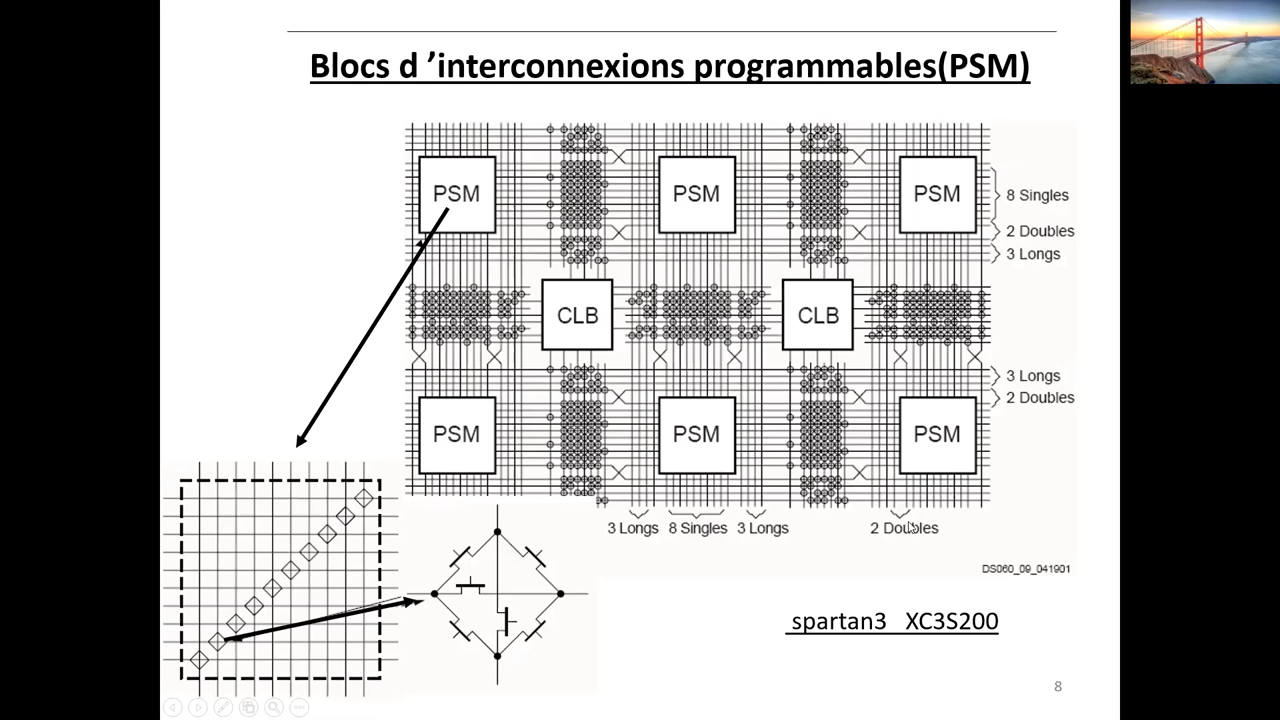 Blocs d ’interconnexions programmables(PSM)
PSM
PSM
PSM
8 Singles
2 Doubles
3 Longs
CLB
CLB
3 Longs
2 Doubles
PSM
PSM
PSM
3 Longs
8 Singles
3 Longs
2 Doubles
DS060_09_041901
spartan3 XC3S200
8